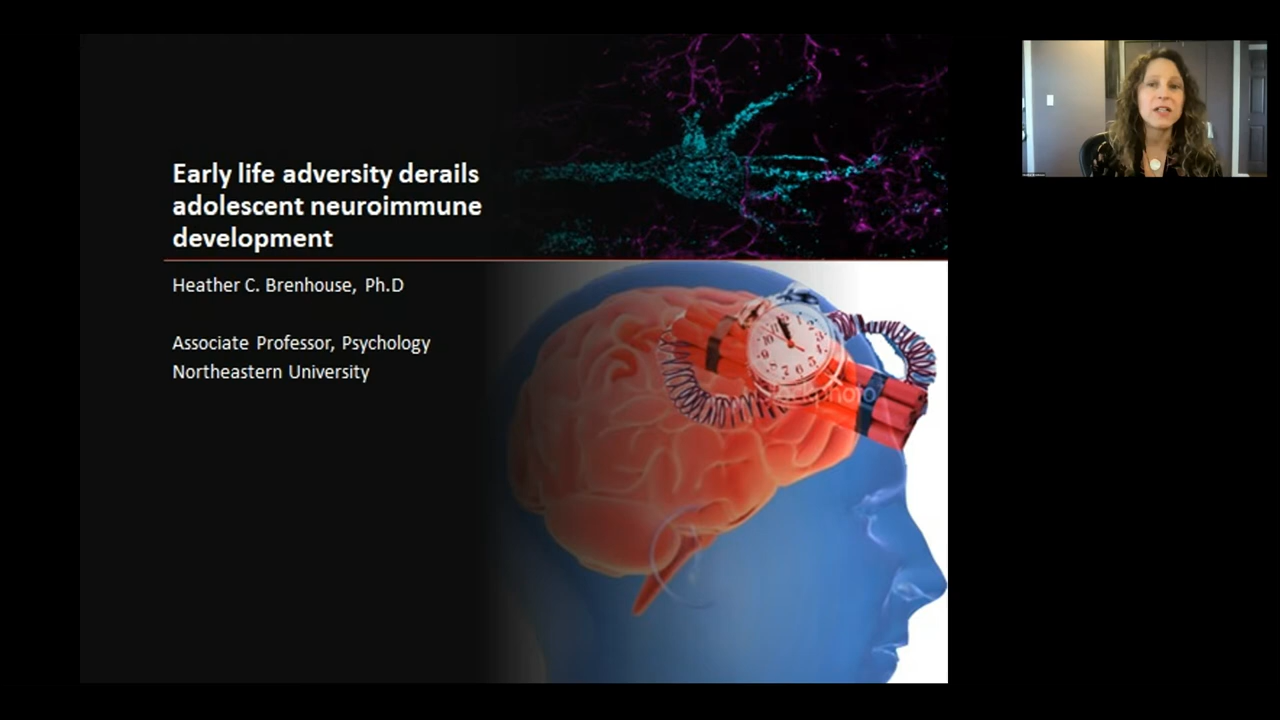 Early life adversity derails
adolescent neuroimmune
development
Heather C. Brenhouse, Ph.D
Associate Professor, Psychology
Northeastern University